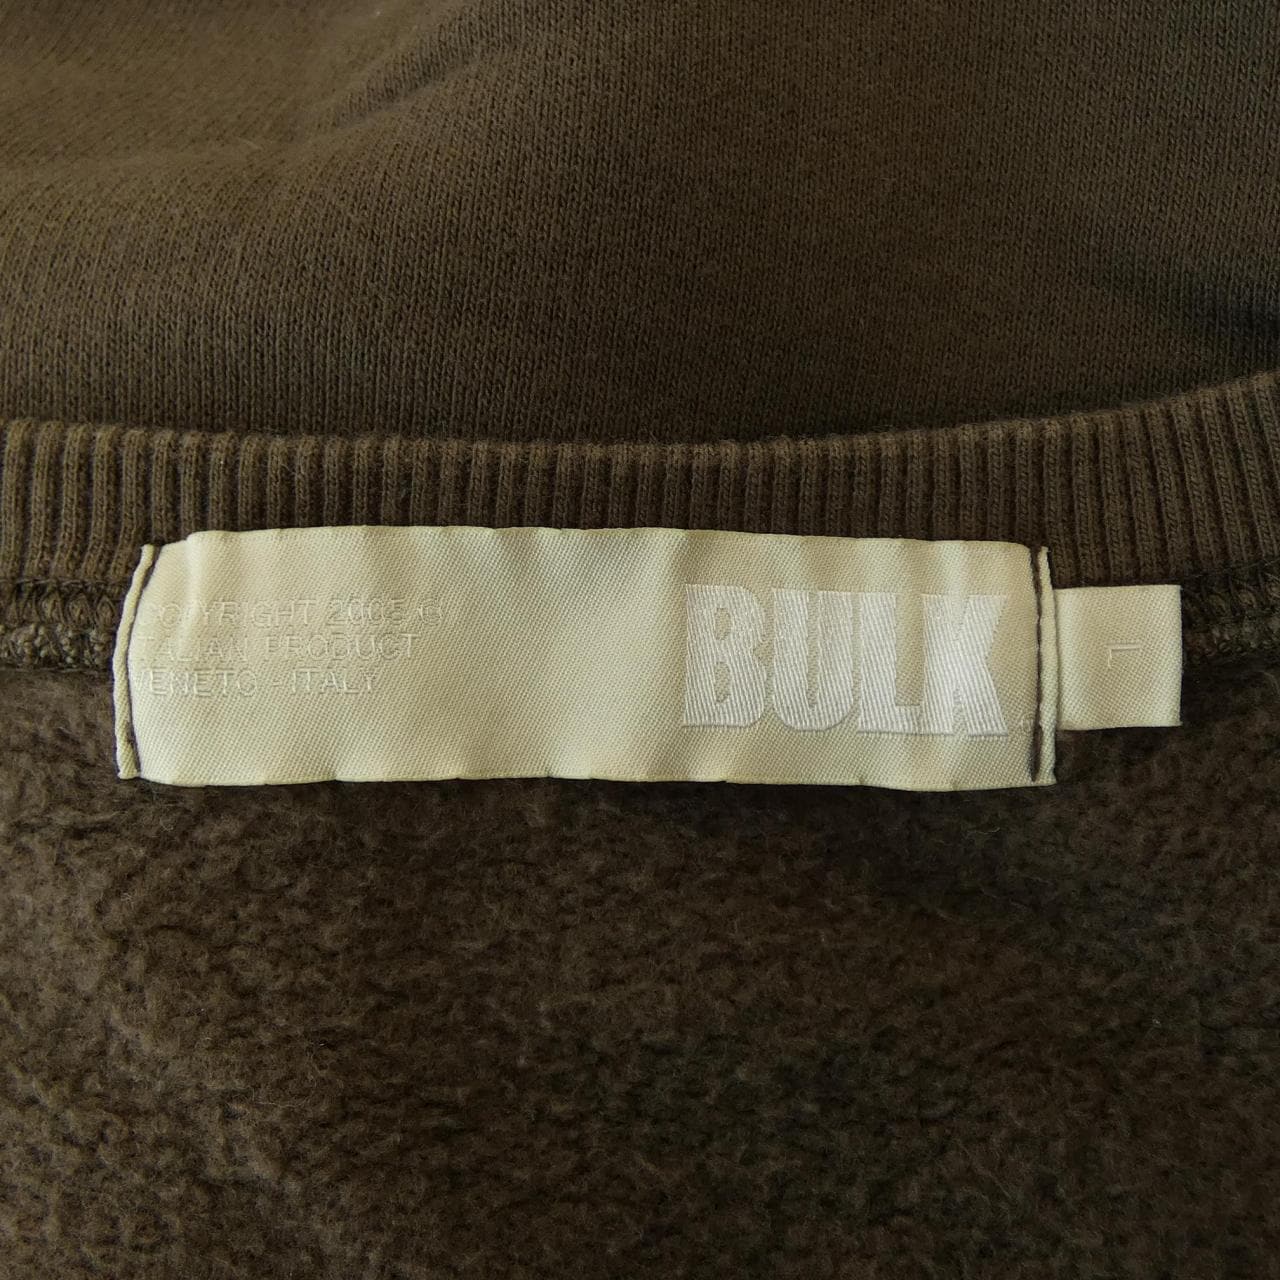 COPYRIGHT 2005 ©
ITALIAN PRODUCT
VENETO - ITALY
BULK
L